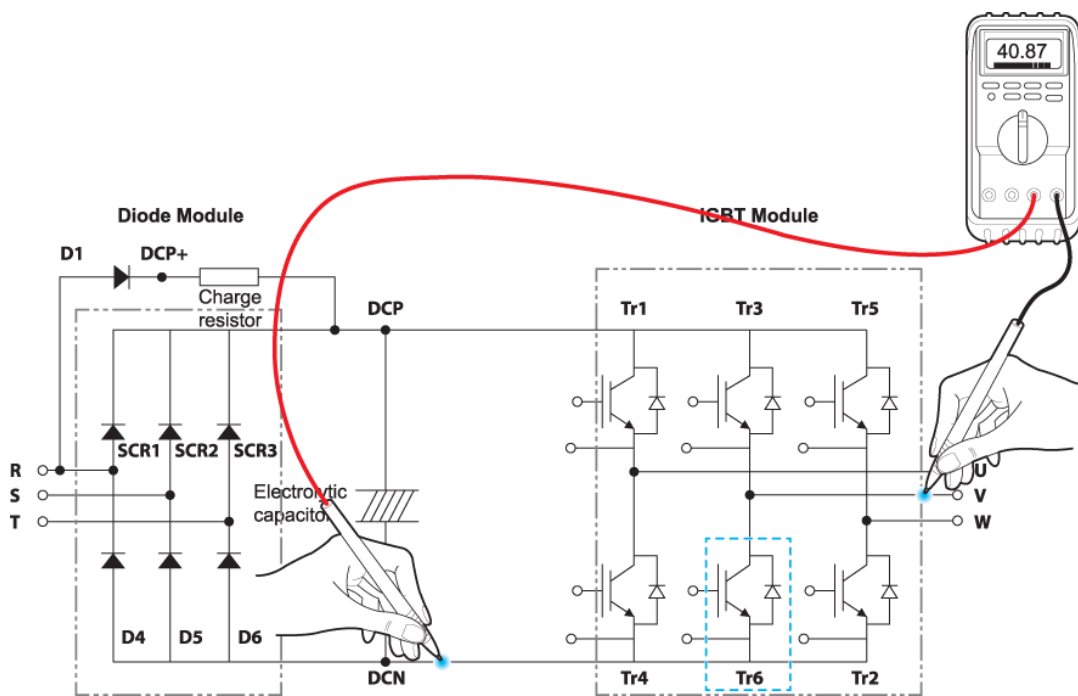 40.87
Diode Module
IGBT Module
D1
DCP+
Charge
resistor
DCP
Tr1
Tr3
Tr5
SCR1
SCR2
SCR3
R
S
T
Electrolytic
capacitor
U
V
W
D4
D5
D6
DCN
Tr4
Tr6
Tr2